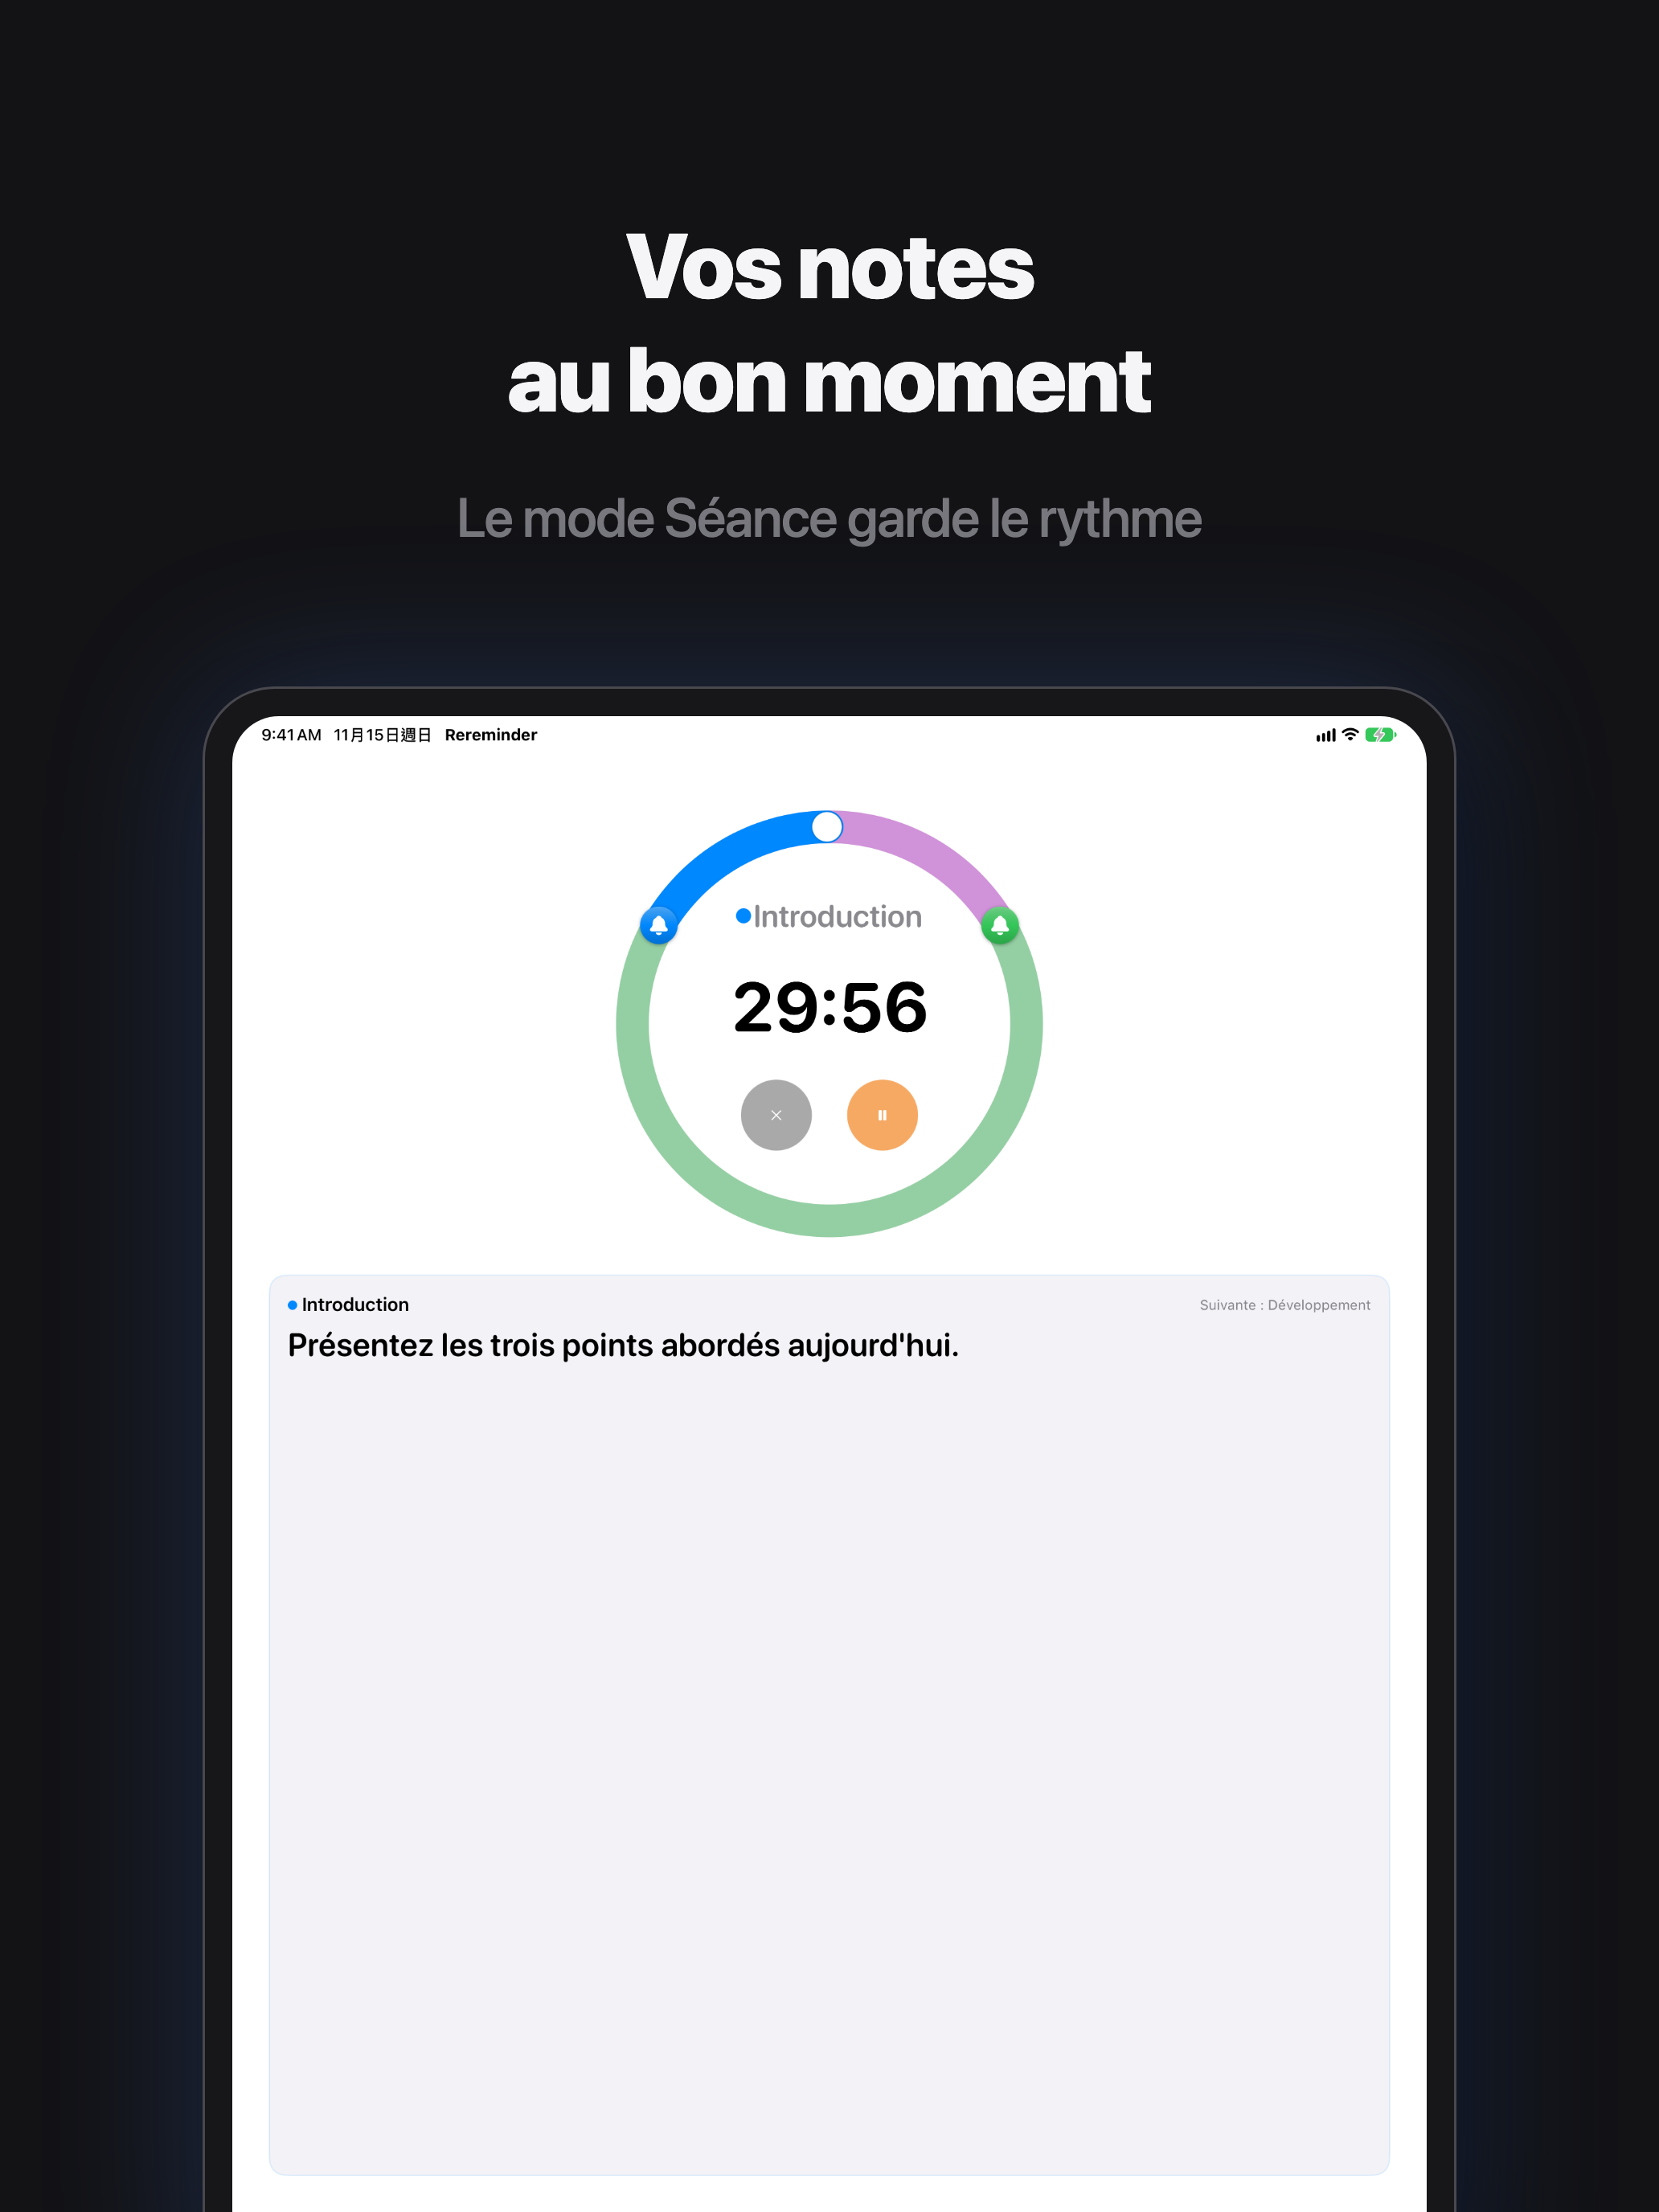 Vos notes
au bon moment
Le mode Séance garde le rythme
9:41 AM 11月15日週日 Rereminder
Introduction
29:56
Introduction
Suivante : Développement
Présentez les trois points abordés aujourd'hui.